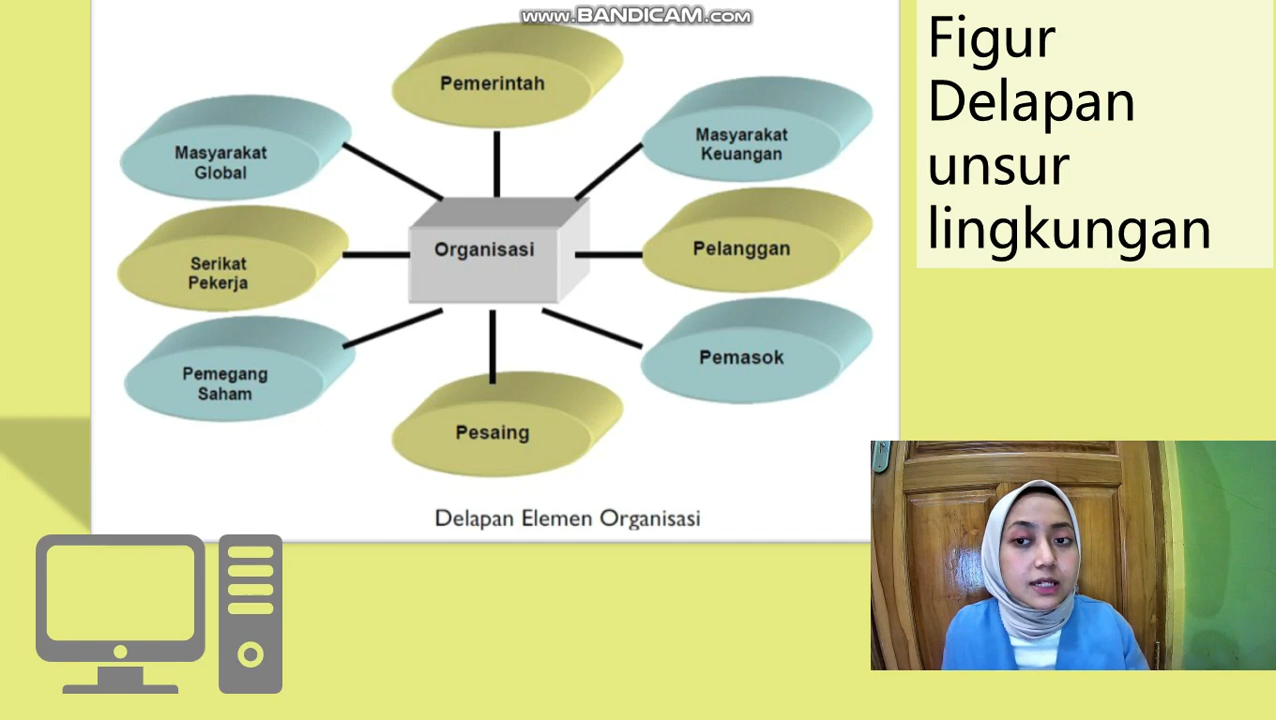 www.BANDICAM.com
Figur
Delapan
unsur
lingkungan
Pemerintah
Masyarakat
Global
Masyarakat
Keuangan
Serikat
Pekerja
Organisasi
Pelanggan
Pemegang
Saham
Pemasok
Pesaing
Delapan Elemen Organisasi